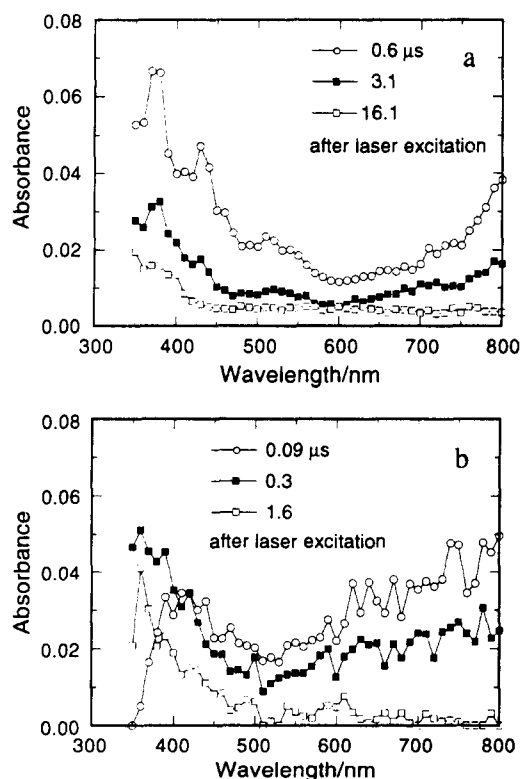 a
0.08
0.06
0.04
0.02
0.00
Absorbance
0.6 μs
3.1
16.1
after laser excitation
300 400 500 600 700 800
Wavelength/nm
b
0.08
0.06
0.04
0.02
0.00
Absorbance
0.09 μs
0.3
1.6
after laser excitation
300 400 500 600 700 800
Wavelength/nm